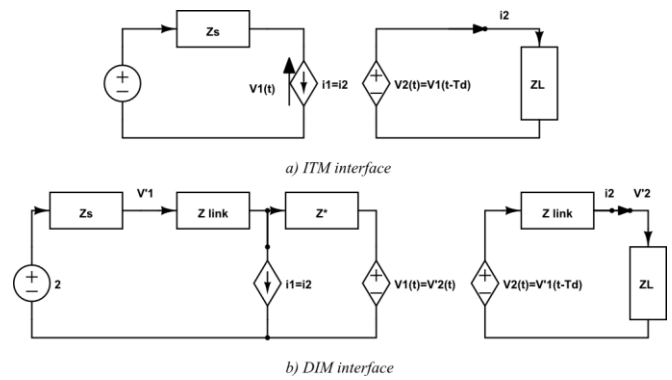 Zs
i2
V1(t)
i1=i2
V2(t)=V1(t-Td)
ZL
a) ITM interface
V'1
Zs
Z link
Z*
2
i1=i2
V1(t)=V'2(t)
i2
V'2
Z link
V2(t)=V'1(t-Td)
ZL
b) DIM interface